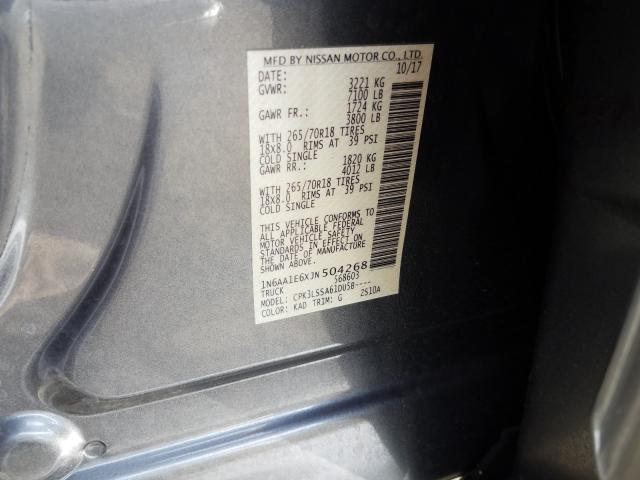 MFD BY NISSAN MOTOR CO., LTD.
DATE: 10/17
GVWR: 3221 KG
7100 LB
GAWR FR.: 1724 KG
3800 LB
WITH 265/70R18 TIRES
18X8.0 RIMS AT 39 PSI
COLD SINGLE
GAWR RR.: 1820 KG
4012 LB
WITH 265/70R18 TIRES
18X8.0 RIMS AT 39 PSI
COLD SINGLE
THIS VEHICLE CONFORMS TO
ALL APPLICABLE FEDERAL
MOTOR VEHICLE SAFETY
STANDARDS IN EFFECT ON
THE DATE OF MANUFACTURE
SHOWN ABOVE.
1N6AA1E6XJN504268
TRUCK 568603
MODEL: CPK3LSSA61DU5B----
COLOR: KAD TRIM: G 2S10A